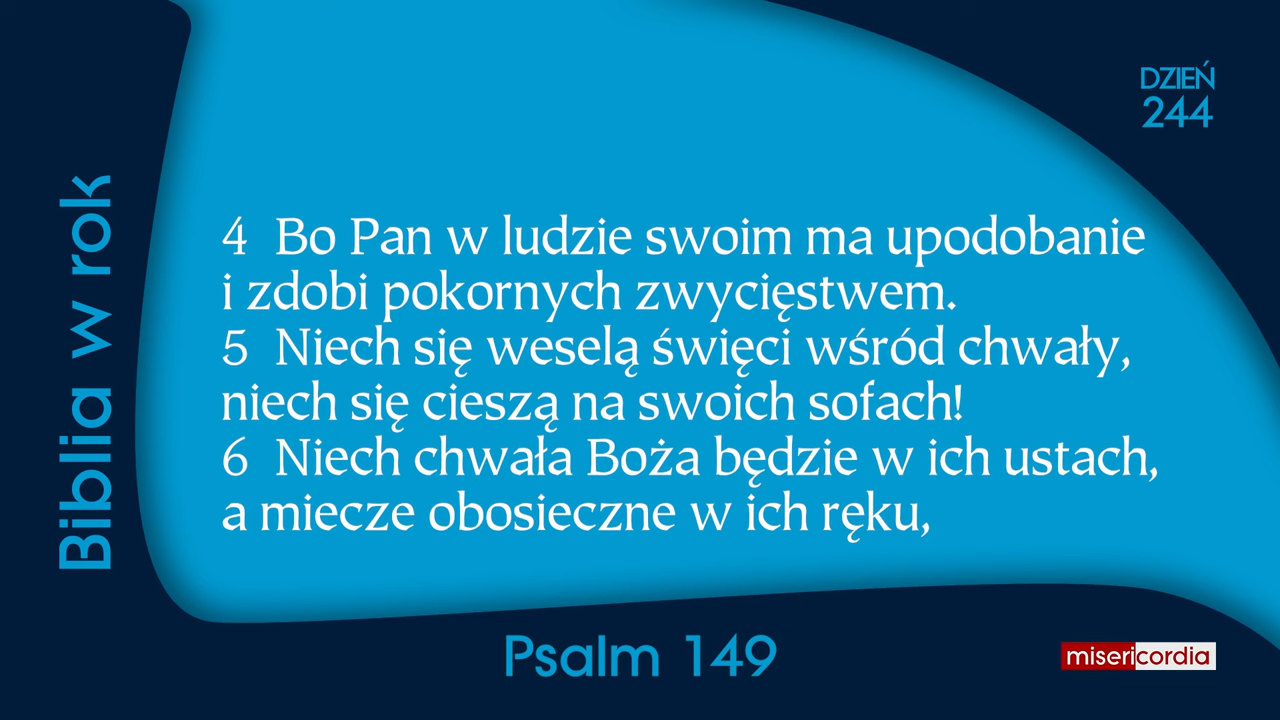 DZIEŃ
244
Biblia w rok
4 Bo Pan w ludzie swoim ma upodobanie
i zdobi pokornych zwycięstwem.
5 Niech się weselą święci wśród chwały,
niech się cieszą na swoich sofach!
6 Niech chwała Boża będzie w ich ustach,
a miecze obosieczne w ich ręku,
Psalm 149
misericordia